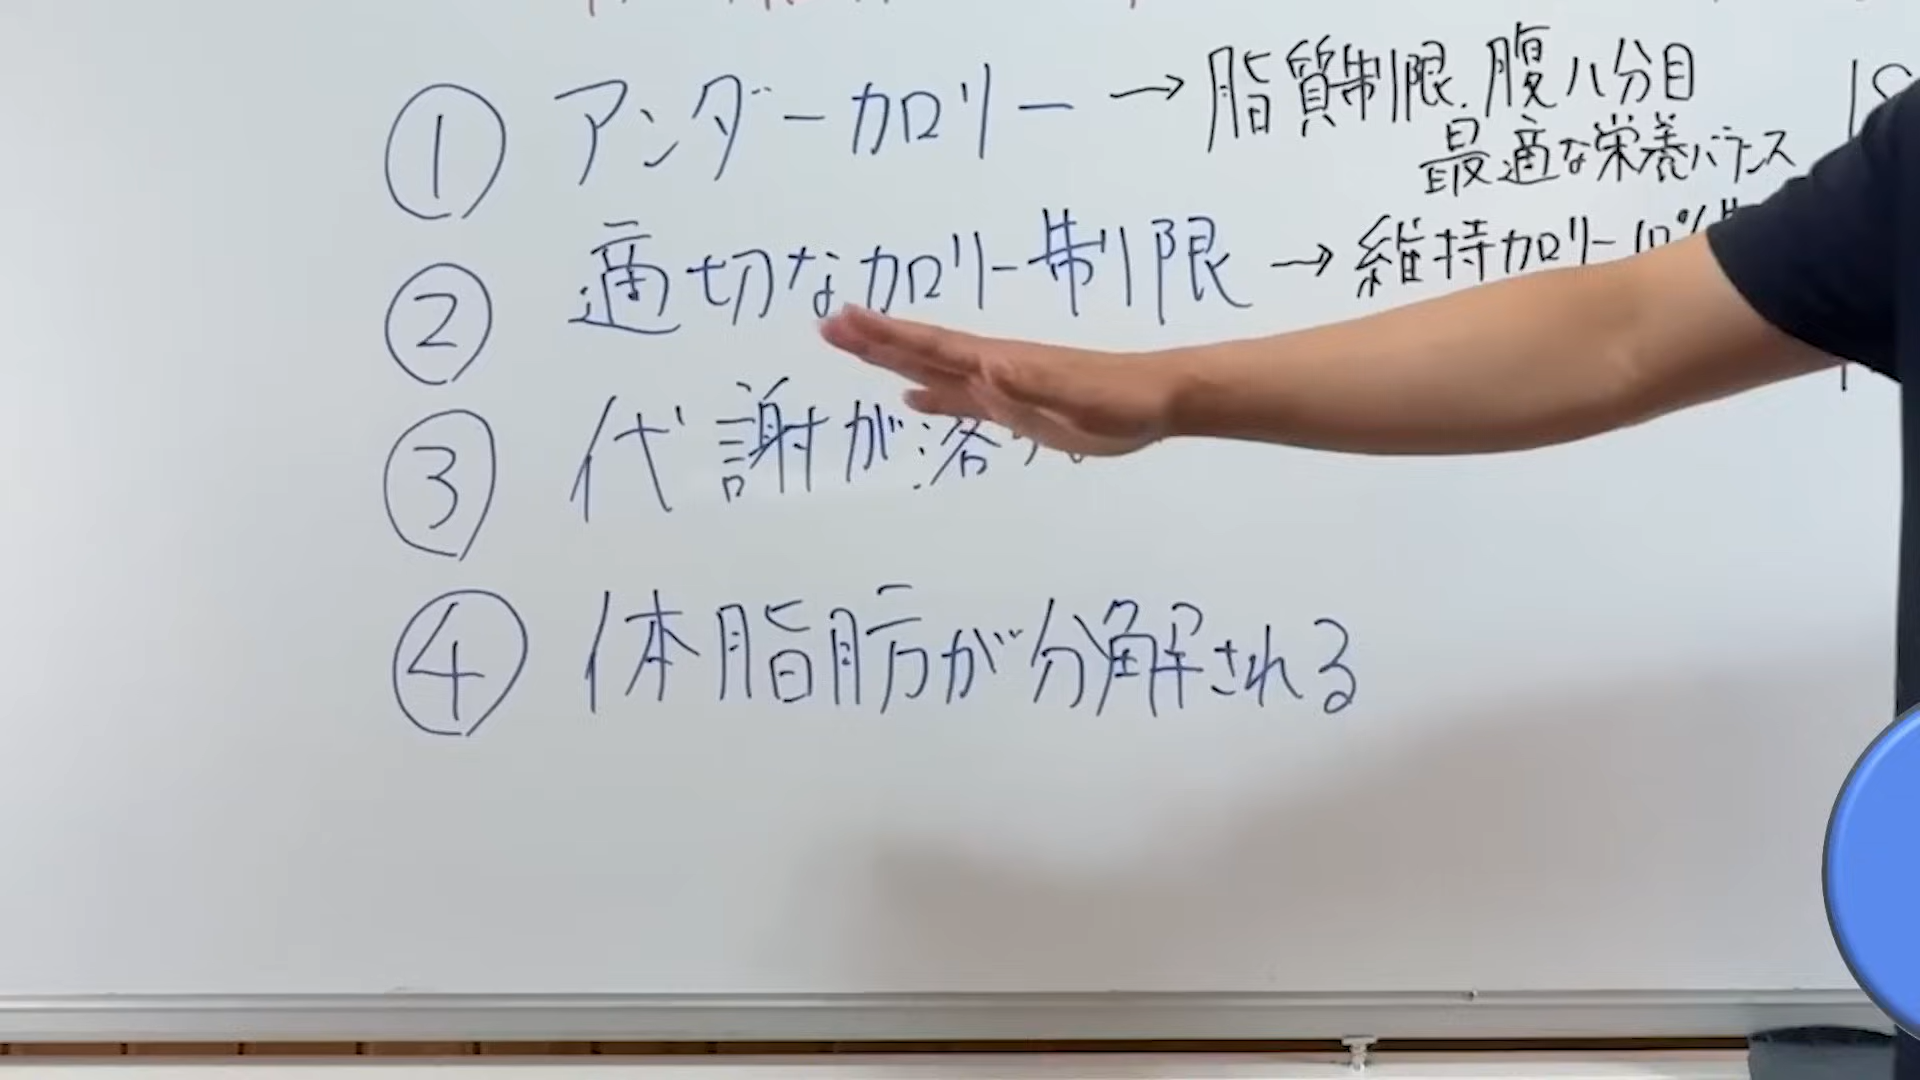 ① アンダーカロリー → 脂質制限、腹八分目
最適な栄養バランス
② 適切なカロリー制限 → 維持カロリー 10%
③ 代謝が落
④ 体脂肪が分解される